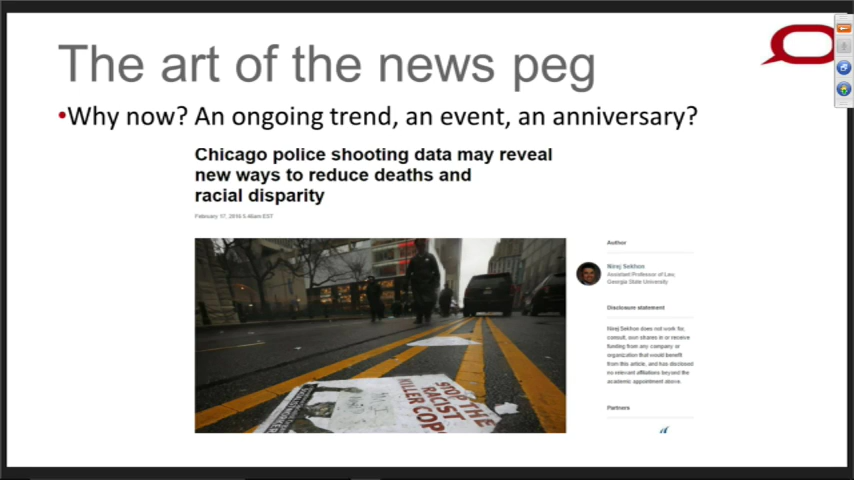 The art of the news peg
•Why now? An ongoing trend, an event, an anniversary?
Chicago police shooting data may reveal
new ways to reduce deaths and
racial disparity
February 17, 2016 5.46am EST
Author
Niraj Sekhon
Assistant Professor of Law,
Georgia State University
Disclosure statement
Niraj Sekhon does not work for,
consult, own shares in or receive
funding from any company or
organization that would benefit
from this article, and has disclosed
no relevant affiliations beyond the
academic appointment above.
Partners
STOP THE
RACIST
KILLER COPS